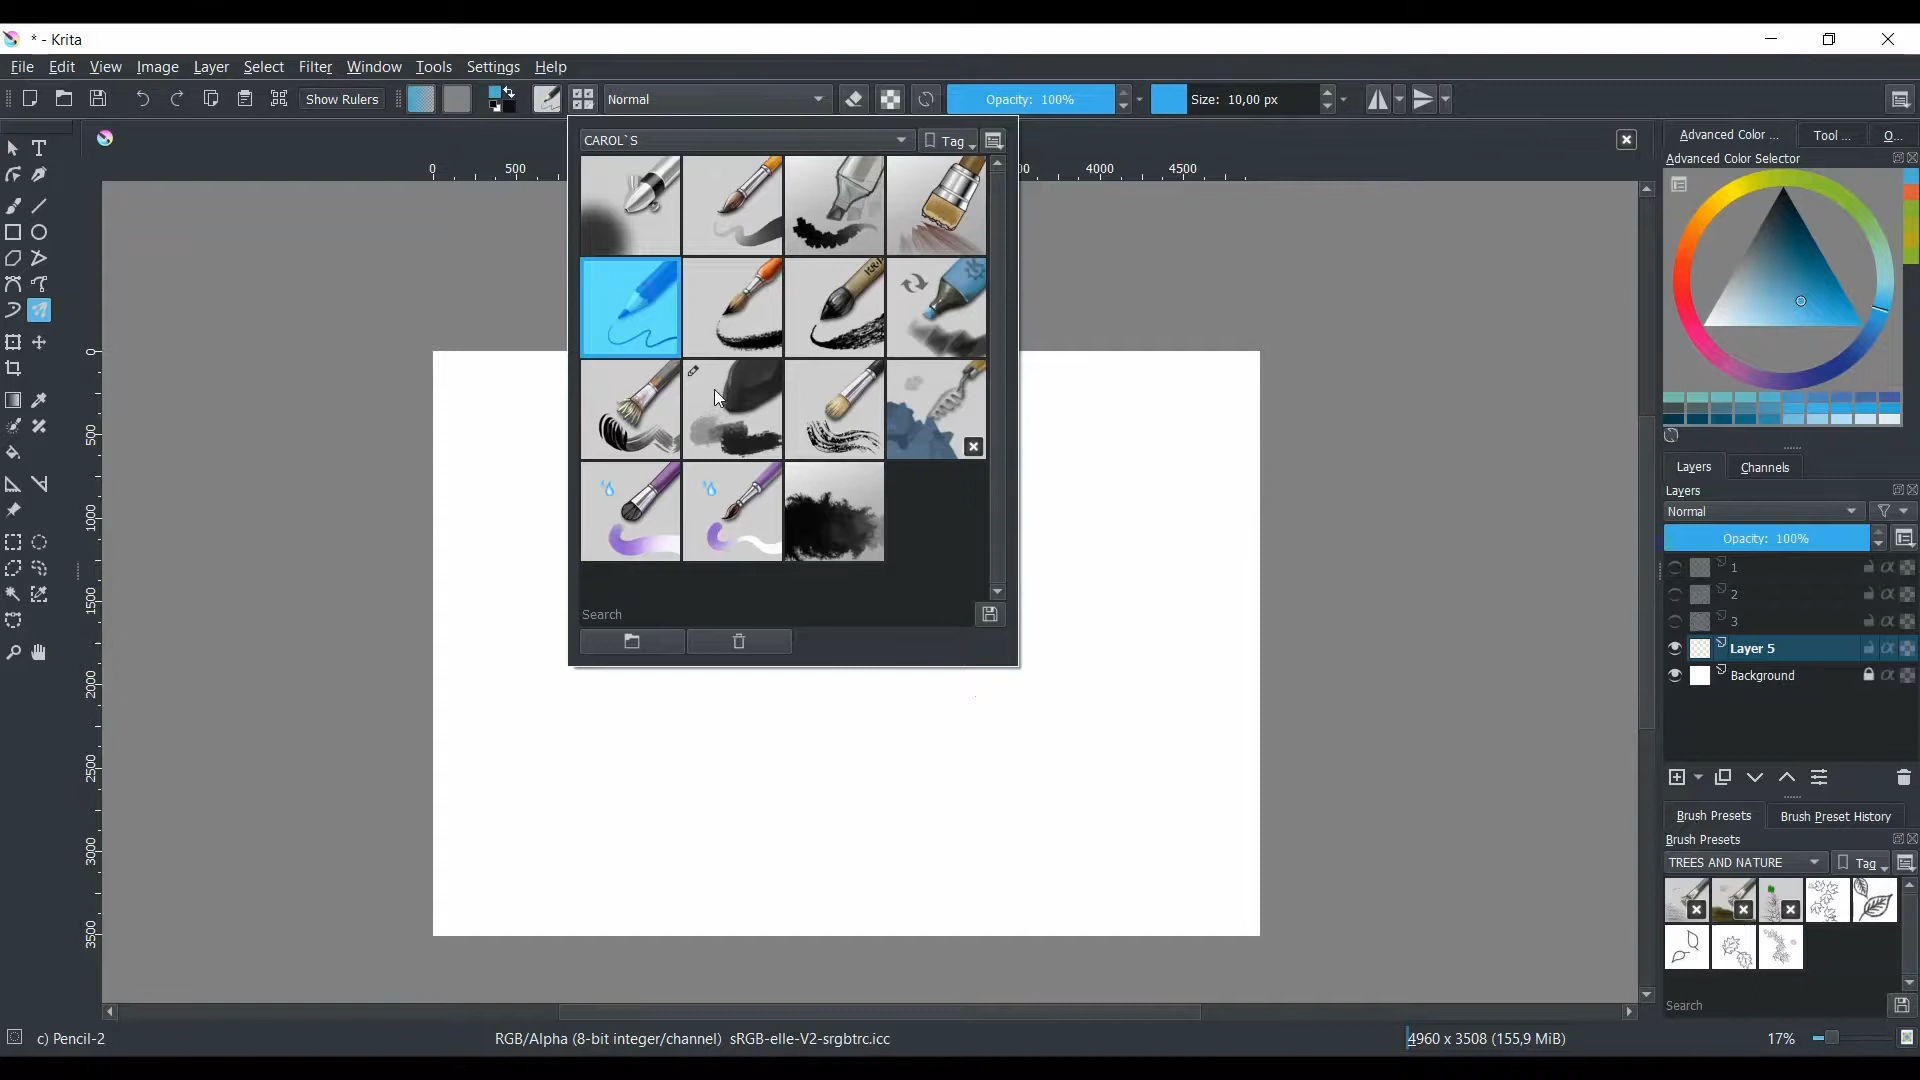 * - Krita
File Edit View Image Layer Select Filter Window Tools Settings Help
Show Rulers Normal Opacity: 100% Size: 10,00 px
CAROL`S Tag
Advanced Color ... Tool ... O...
Advanced Color Selector
0 500 00 4000 4500
0
500
1000
1500
2000
2500
3000
3500
Search
Layers Channels
Layers
Normal
Opacity: 100%
1
2
3
Layer 5
Background
Brush Presets Brush Preset History
Brush Presets
TREES AND NATURE Tag
Search
c) Pencil-2 RGB/Alpha (8-bit integer/channel) sRGB-elle-V2-srgbtrc.icc 4960 x 3508 (155,9 MiB) 17%